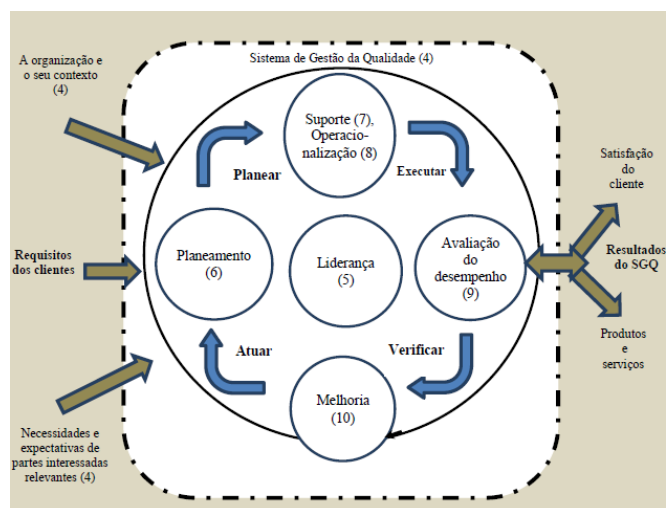 Sistema de Gestão da Qualidade (4)
A organização e
o seu contexto
(4)
Suporte (7),
Operacio-
nalização (8)
Planear
Executar
Satisfação
do
cliente
Requisitos
dos clientes
Planeamento
(6)
Liderança
(5)
Avaliação
do
desempenho
(9)
Resultados
do SGQ
Atuar
Verificar
Produtos
e
serviços
Melhoria
(10)
Necessidades e
expectativas de
partes interessadas
relevantes (4)